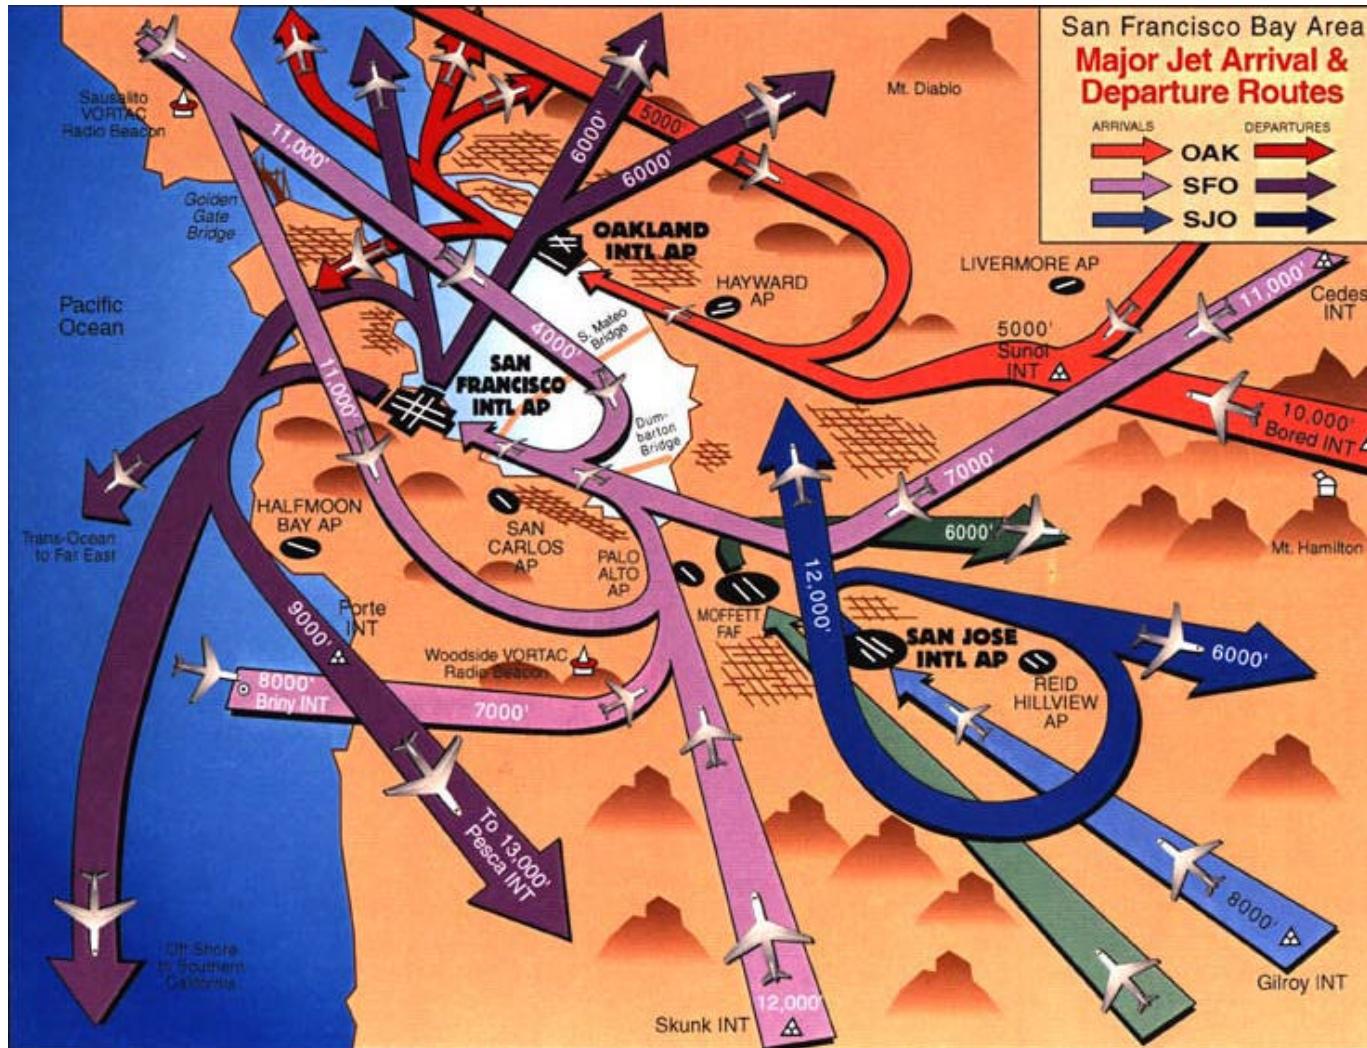 San Francisco Bay Area
Major Jet Arrival &
Departure Routes
ARRIVALS
DEPARTURES
OAK
SFO
SJO
Mt. Diablo
Sausalito
VORTAC
Radio Beacon
11,000'
6000'
6000'
5000'
Golden
Gate
Bridge
OAKLAND
INTL AP
HAYWARD
AP
LIVERMORE AP
11,000'
Cedes
INT
Pacific
Ocean
S. Mateo
Bridge
4000'
5000'
Sunol
INT
SAN
FRANCISCO
INTL AP
11,000'
Dum-
barton
Bridge
10,000'
Bored INT
7000'
HALFMOON
BAY AP
SAN
CARLOS
AP
Trans-Ocean
to Far East
PALO
ALTO
AP
6000'
Mt. Hamilton
12,000'
MOFFETT
FAF
9000'
Porte
INT
SAN JOSE
INTL AP
6000'
Woodside VORTAC
Radio Beacon
REID
HILLVIEW
AP
8000'
Briny INT
7000'
To 13,000'
Pesca INT
8000'
Off Shore
to Southern
California
Gilroy INT
12,000'
Skunk INT